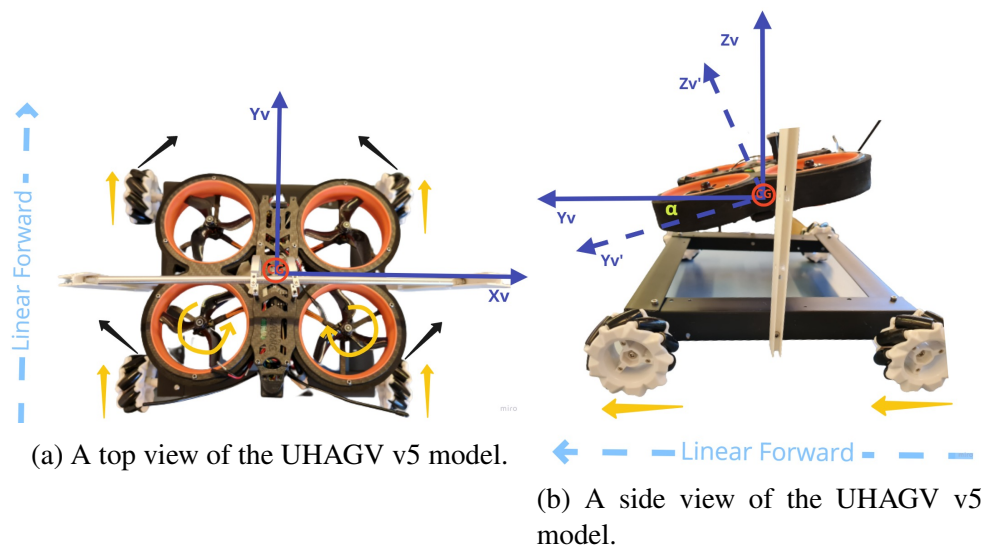 Yv
Linear Forward
CG
Xv
miro
(a) A top view of the UHAGV v5 model.
Zv
Zv'
CG
Yv
α
Yv'
Linear Forward
(b) A side view of the UHAGV v5
model.